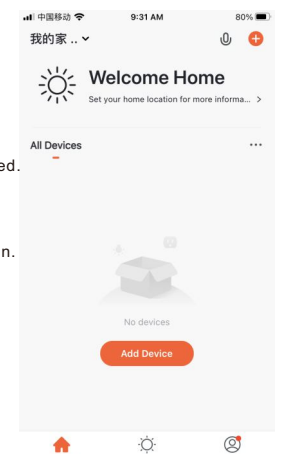 中国移动 9:31 AM 80%
我的家 ..
Welcome Home
Set your home location for more informa... >
All Devices ...
ed.
n.
No devices
Add Device